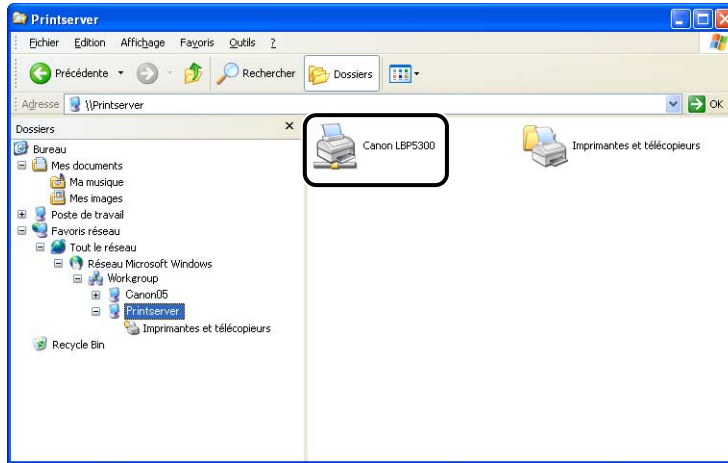 Printserver
Fichier Edition Affichage Favoris Outils ?
Précédente Rechercher Dossiers
Adresse \\Printserver OK
Dossiers
Bureau
Mes documents
Ma musique
Mes images
Poste de travail
Favoris réseau
Tout le réseau
Réseau Microsoft Windows
Workgroup
Canon05
Printserver
Imprimantes et télécopieurs
Recycle Bin
Canon LBP5300
Imprimantes et télécopieurs